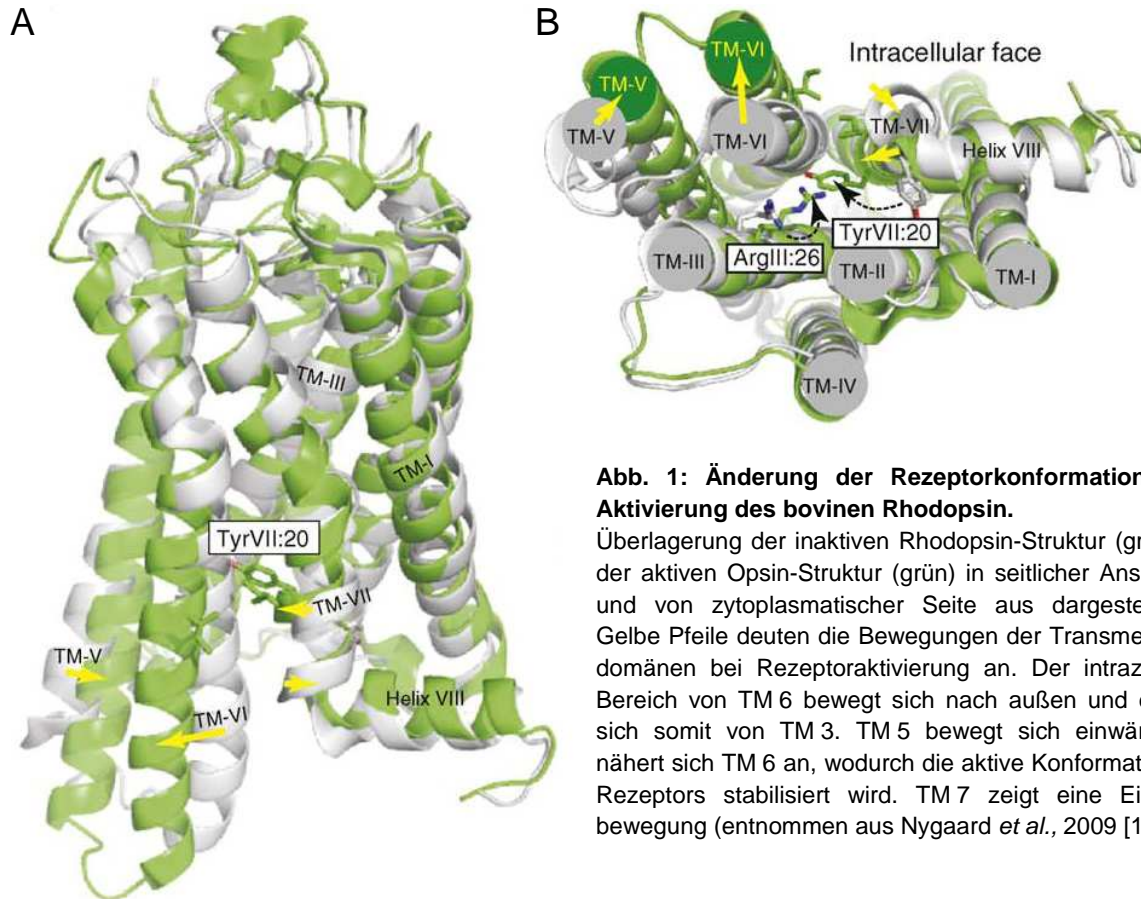 A
TyrVII:20
TM-III
TM-I
TM-VII
TM-V
TM-VI
Helix VIII
B
Intracellular face
TM-VI
TM-V
TM-V
TM-VI
TM-VII
Helix VIII
TyrVII:20
ArgIII:26
TM-III
TM-II
TM-I
TM-IV
Abb. 1: Änderung der Rezeptorkonformation
Aktivierung des bovinen Rhodopsin.
Überlagerung der inaktiven Rhodopsin-Struktur
der aktiven Opsin-Struktur (grün) in seitlicher
und von zytoplasmatischer Seite aus
Gelbe Pfeile deuten die Bewegungen der
domänen bei Rezeptoraktivierung an. Der
Bereich von TM 6 bewegt sich nach außen und
sich somit von TM 3. TM 5 bewegt sich
nähert sich TM 6 an, wodurch die aktive
Rezeptors stabilisiert wird. TM 7 zeigt eine
bewegung (entnommen aus Nygaard et al., 2009